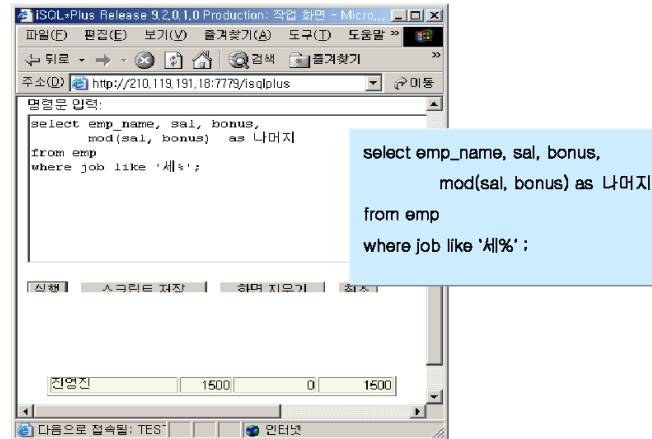 iSQL*Plus Release 9.2.0.1.0 Production: 작업 화면 - Micro...
파일(F) 편집(E) 보기(V) 즐겨찾기(A) 도구(T) 도움말 »
뒤로 검색 즐겨찾기 »
주소(D) http://210.119.191.18:7779/isqlplus 이동
명령문 입력:
select emp_name, sal, bonus,
mod(sal, bonus) as 나머지
from emp
where job like '세%';
select emp_name, sal, bonus,
mod(sal, bonus) as 나머지
from emp
where job like '세%' ;
실행 스크립트 저장 화면 지우기 취소
진영진 1500 0 1500
다음으로 접속됨: TEST 인터넷